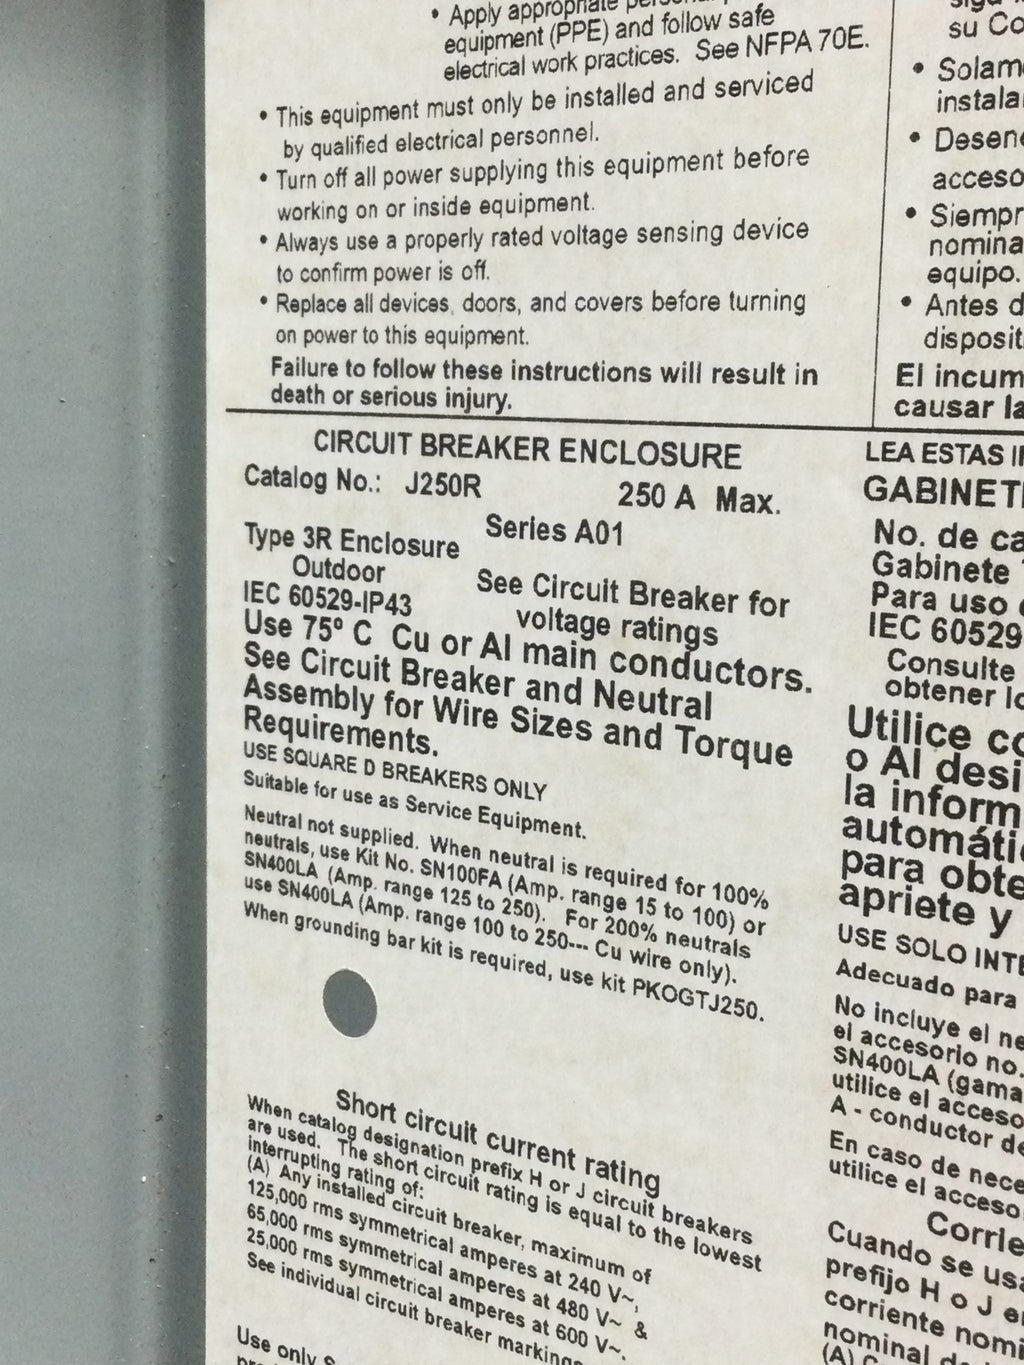 • Apply appropriate
equipment (PPE) and follow safe
electrical work practices. See NFPA 70E.
• This equipment must only be installed and serviced
by qualified electrical personnel.
• Turn off all power supplying this equipment before
working on or inside equipment.
• Always use a properly rated voltage sensing device
to confirm power is off.
• Replace all devices, doors, and covers before turning
on power to this equipment.
Failure to follow these instructions will result in
death or serious injury.
CIRCUIT BREAKER ENCLOSURE
Catalog No.: J250R 250 A Max.
Series A01
Type 3R Enclosure
Outdoor
IEC 60529-IP43
See Circuit Breaker for
voltage ratings
Use 75º C Cu or Al main conductors.
See Circuit Breaker and Neutral
Assembly for Wire Sizes and Torque
Requirements.
USE SQUARE D BREAKERS ONLY
Suitable for use as Service Equipment.
Neutral not supplied. When neutral is required for 100%
neutrals, use Kit No. SN100FA (Amp. range 15 to 100) or
SN400LA (Amp. range 125 to 250). For 200% neutrals
use SN400LA (Amp. range 100 to 250--- Cu wire only).
When grounding bar kit is required, use kit PKOGTJ250.
Short circuit current rating
When catalog designation prefix H or J circuit breakers
are used. The short circuit rating is equal to the lowest
interrupting rating of:
(A) Any installed circuit breaker, maximum of
125,000 rms symmetrical amperes at 240 V~,
65,000 rms symmetrical amperes at 480 V~ &
25,000 rms symmetrical amperes at 600 V~.
See individual circuit breaker markings
Use only
su Co
• Solam
instala
• Desen
acceso
• Siempr
nomina
equipo.
• Antes d
disposit
El incum
causar la
LEA ESTAS I
GABINET
No. de ca
Gabinete
Para uso
IEC 60529
Consulte
obtener lo
Utilice co
o Al desi
la inform
automáti
para obte
apriete y
USE SOLO INTE
Adecuado para
No incluye el ne
el accesorio no.
SN400LA (gama
utilice el acceso
A - conductor de
En caso de nece
utilice el acceso
Corrie
Cuando se usa
prefijo H o J e
corriente nomi
nominal de